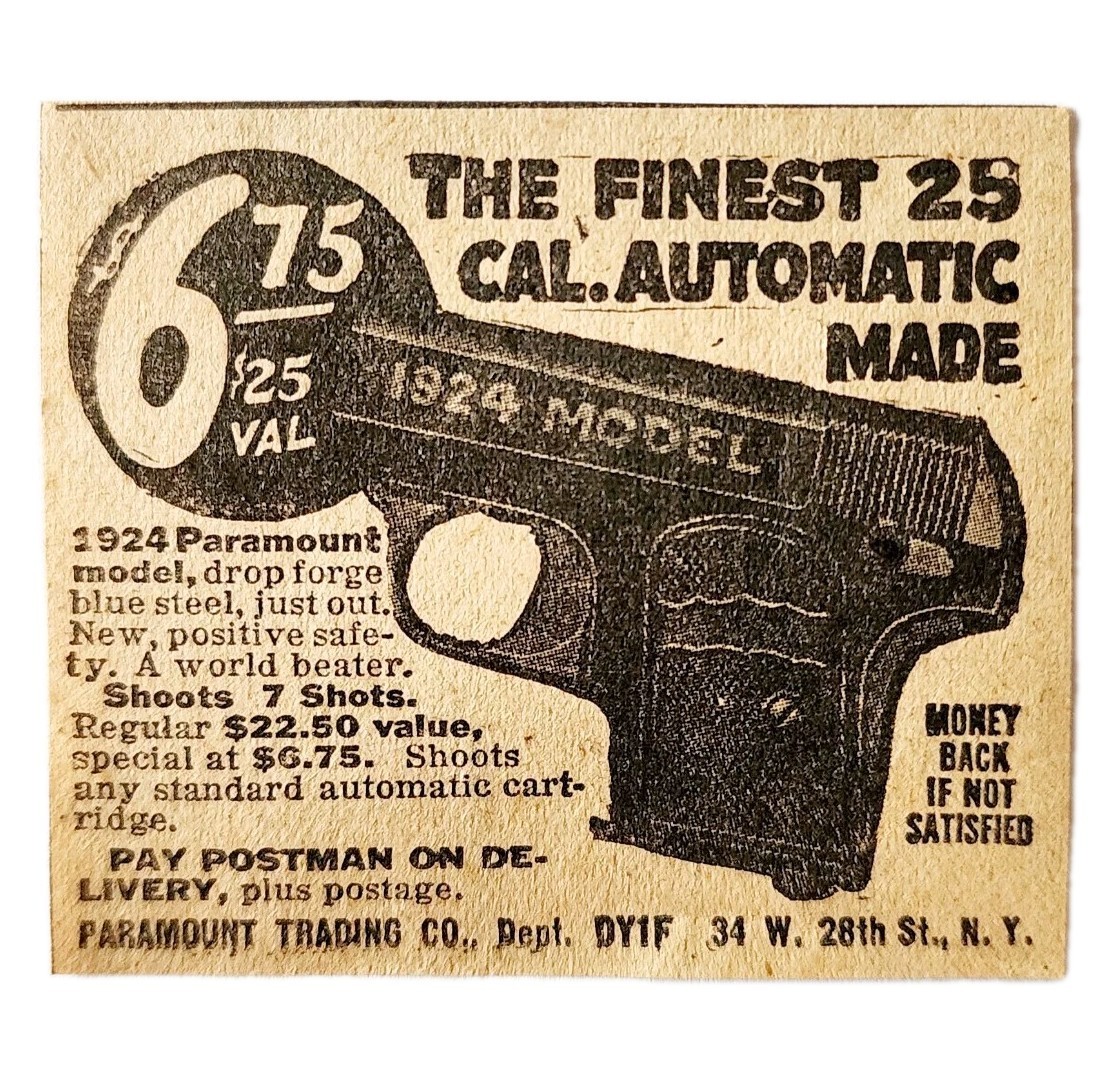 THE FINEST 25
CAL. AUTOMATIC
MADE
6 75
$25
VAL
1924 MODEL
1924 Paramount
model, drop forge
blue steel, just out.
New, positive safe-
ty. A world beater.
Shoots 7 Shots.
Regular $22.50 value,
special at $6.75. Shoots
any standard automatic cart-
ridge.
PAY POSTMAN ON DE-
LIVERY, plus postage.
MONEY
BACK
IF NOT
SATISFIED
PARAMOUNT TRADING CO., Dept. DY1F 34 W. 28th St., N. Y.